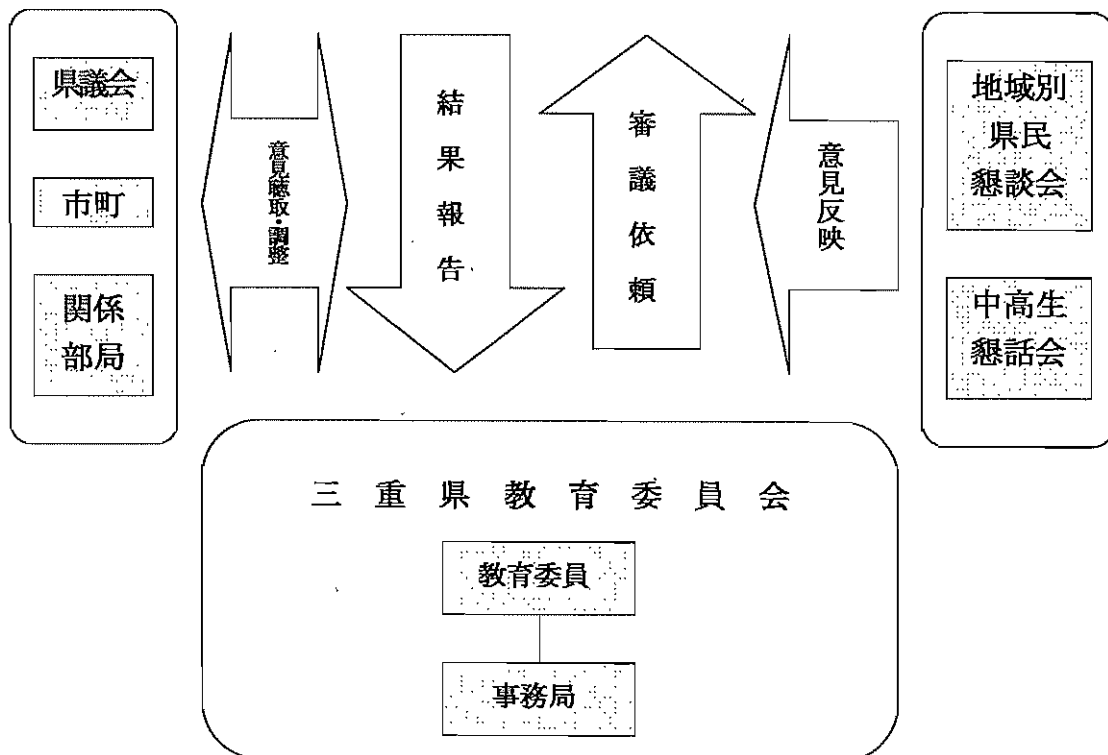 県議会
市町
関係
部局
意見聴取・調整
結果報告
審議依頼
意見反映
地域別
県民
懇談会
中高生
懇話会
三重県教育委員会
教育委員
事務局